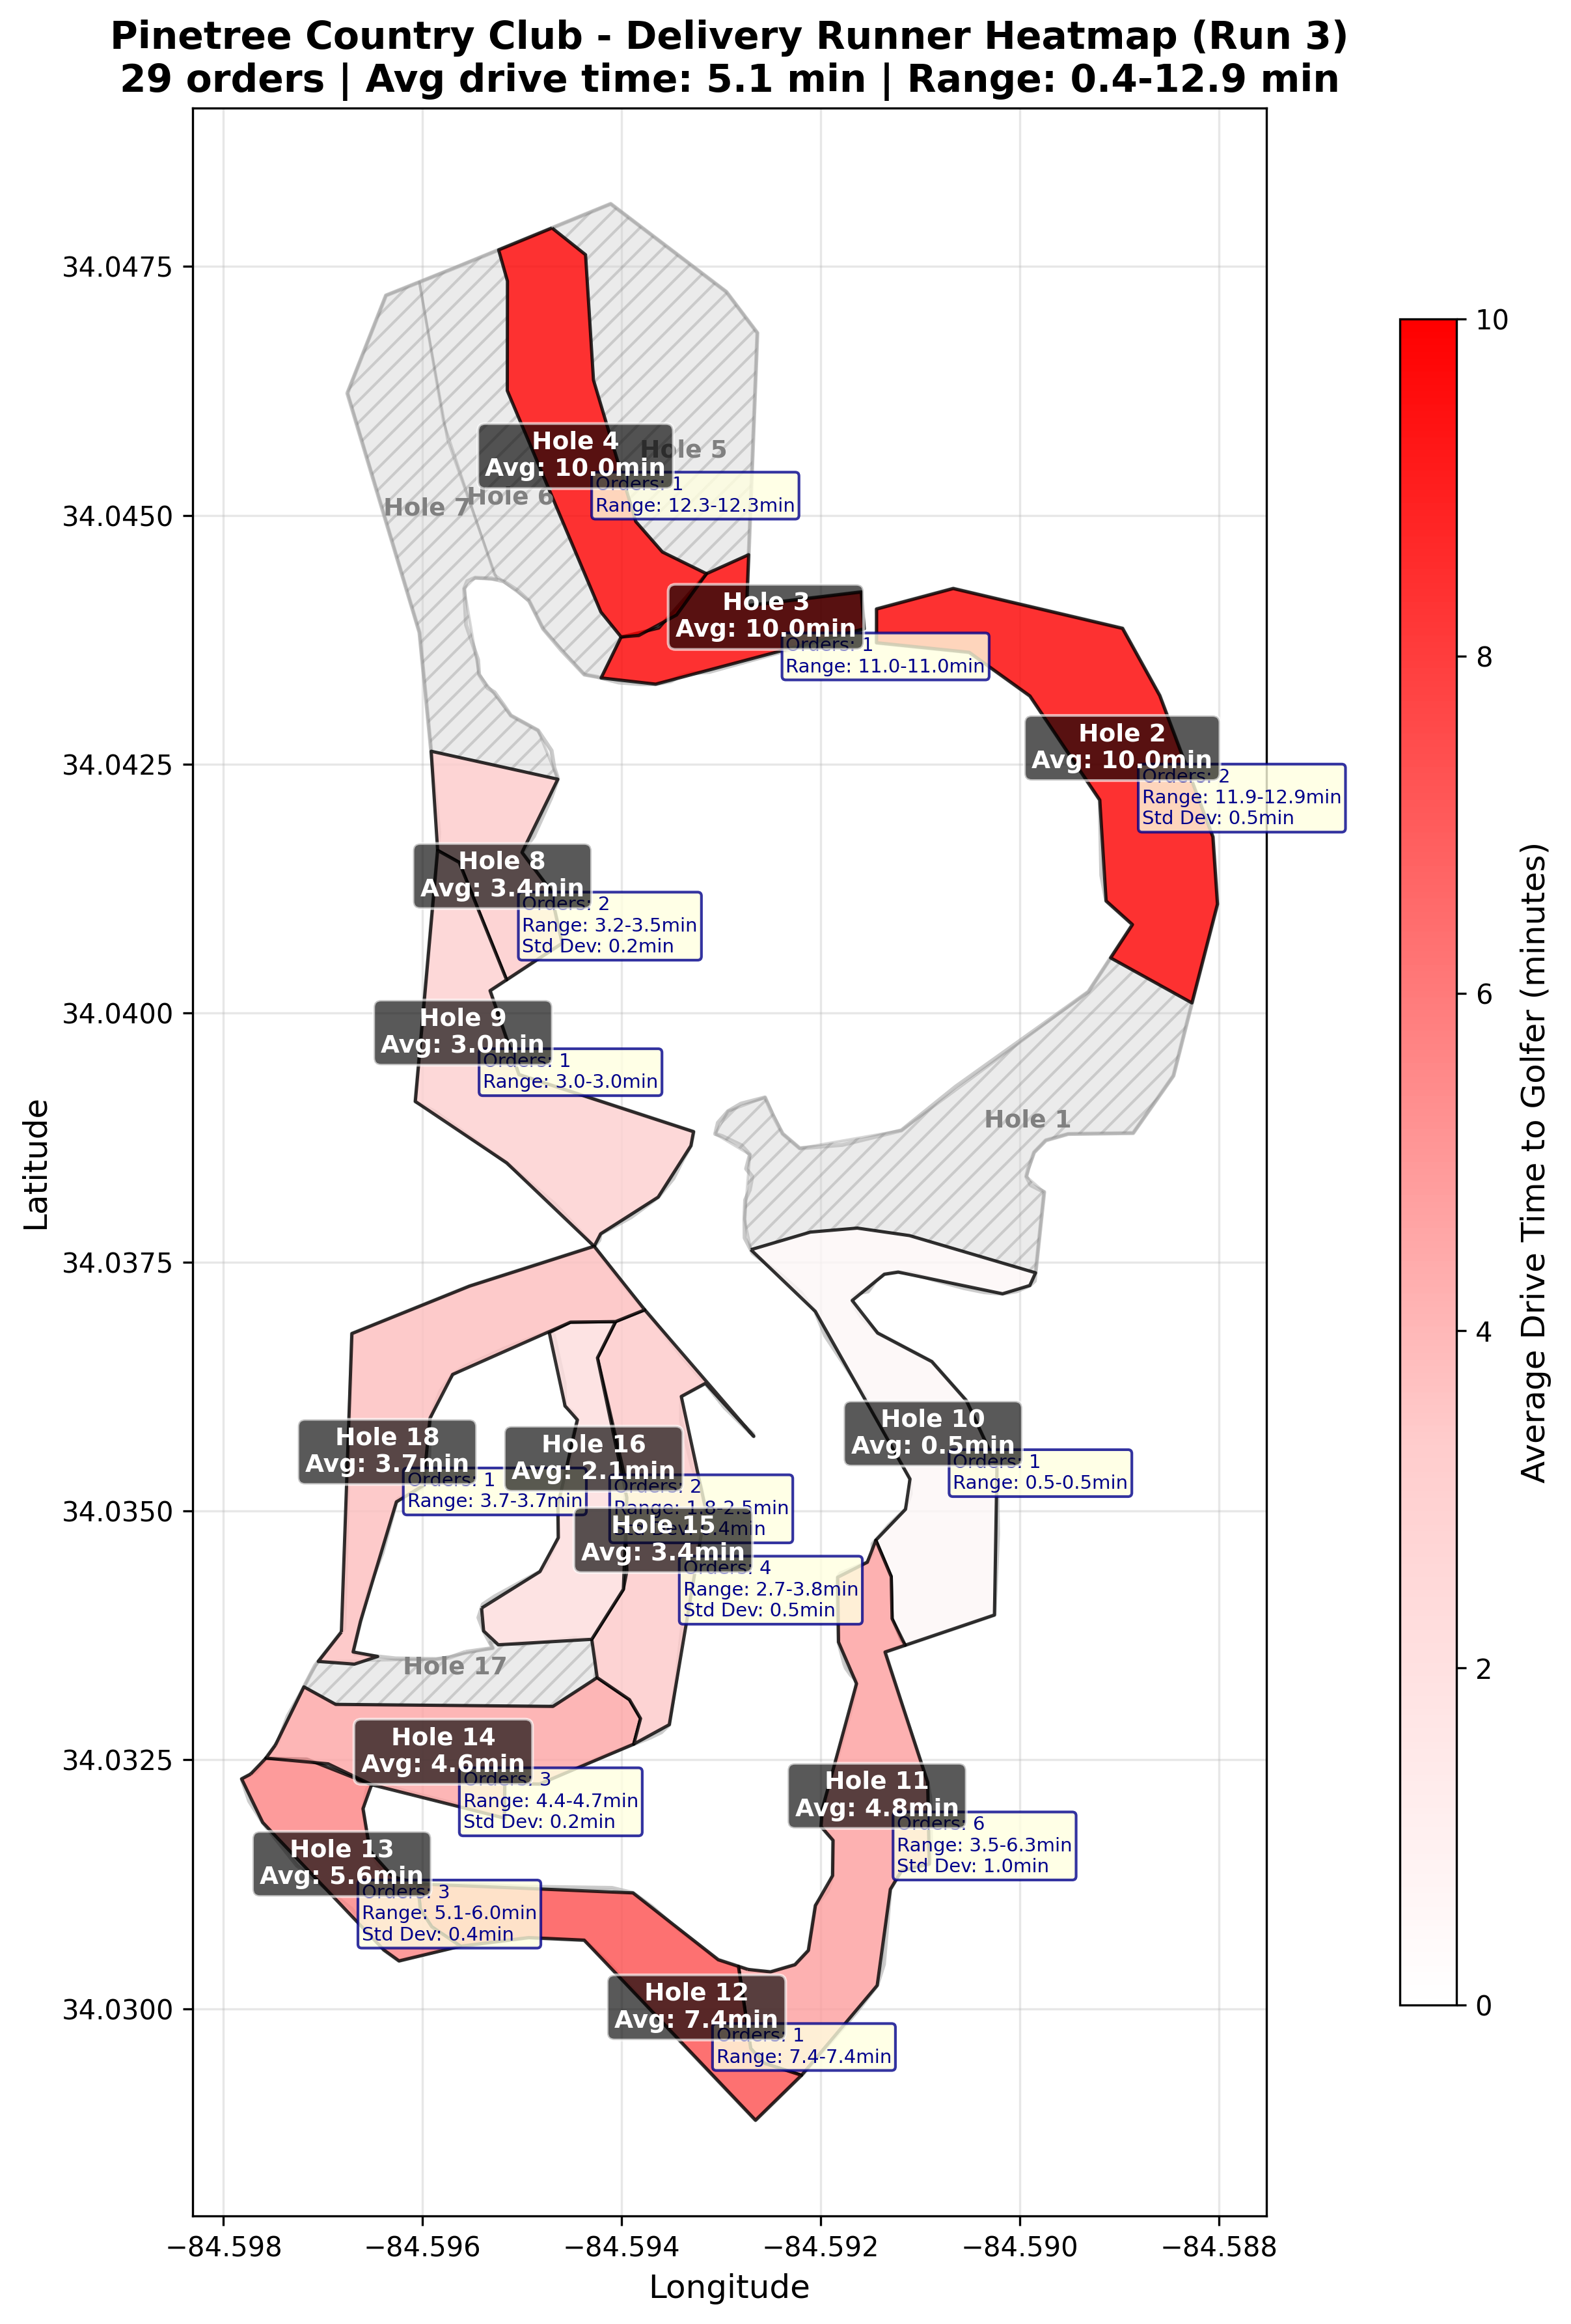 Pinetree Country Club - Delivery Runner Heatmap (Run 3)
29 orders | Avg drive time: 5.1 min | Range: 0.4-12.9 min
34.0475
34.0450
34.0425
34.0400
34.0375
34.0350
34.0325
34.0300
Latitude
−84.598
−84.596
−84.594
−84.592
−84.590
−84.588
Longitude
Hole 4
Avg: 10.0min
Orders: 1
Range: 12.3-12.3min
Hole 5
Hole 6
Hole 7
Hole 3
Avg: 10.0min
Orders: 1
Range: 11.0-11.0min
Hole 2
Avg: 10.0min
Orders: 2
Range: 11.9-12.9min
Std Dev: 0.5min
Hole 8
Avg: 3.4min
Orders: 2
Range: 3.2-3.5min
Std Dev: 0.2min
Hole 9
Avg: 3.0min
Orders: 1
Range: 3.0-3.0min
Hole 1
Hole 10
Avg: 0.5min
Orders: 1
Range: 0.5-0.5min
Hole 18
Avg: 3.7min
Orders: 1
Range: 3.7-3.7min
Hole 16
Avg: 2.1min
Orders: 2
Range: 1.8-2.5min
Std Dev: 0.4min
Hole 15
Avg: 3.4min
Orders: 4
Range: 2.7-3.8min
Std Dev: 0.5min
Hole 17
Hole 14
Avg: 4.6min
Orders: 3
Range: 4.4-4.7min
Std Dev: 0.2min
Hole 11
Avg: 4.8min
Orders: 6
Range: 3.5-6.3min
Std Dev: 1.0min
Hole 13
Avg: 5.6min
Orders: 3
Range: 5.1-6.0min
Std Dev: 0.4min
Hole 12
Avg: 7.4min
Orders: 1
Range: 7.4-7.4min
10
8
6
4
2
0
Average Drive Time to Golfer (minutes)